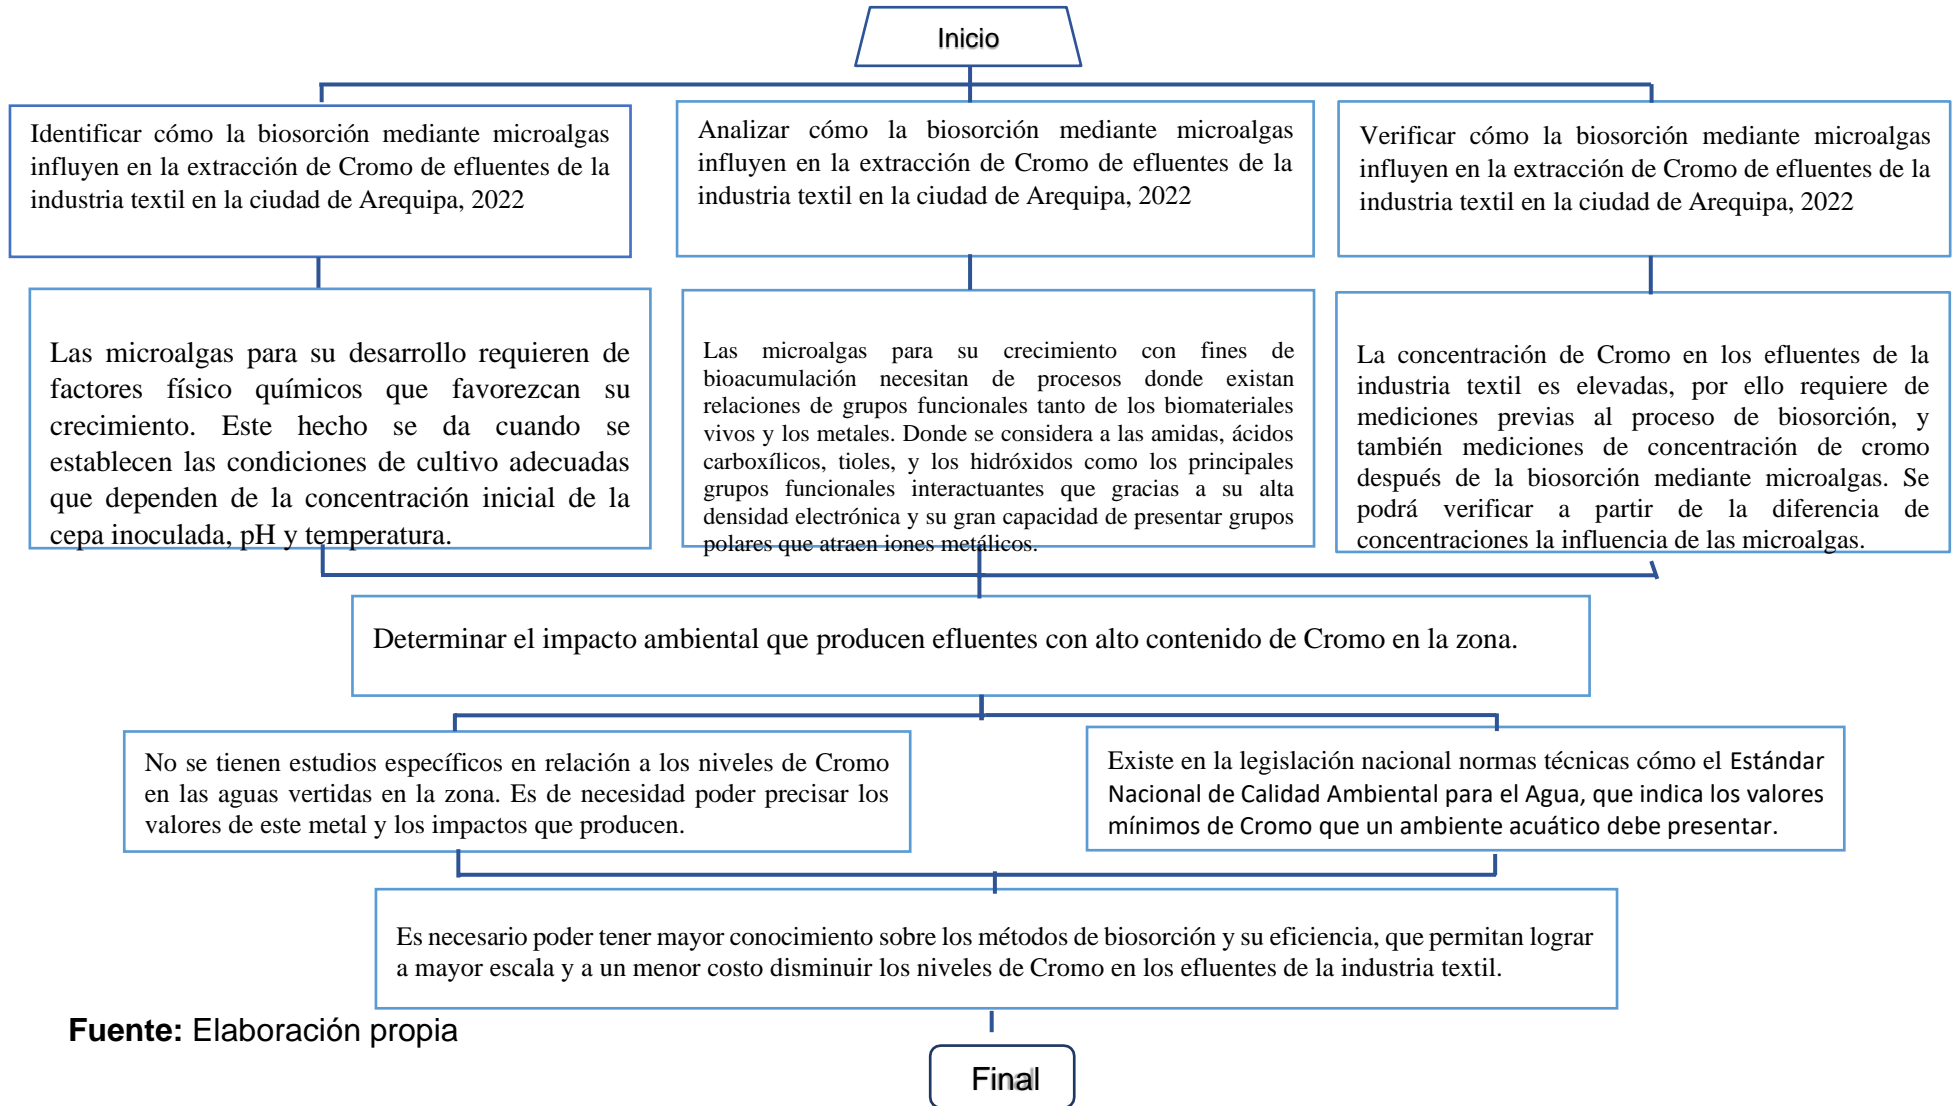 Inicio
Identificar cómo la biosorción mediante microalgas
influyen en la extracción de Cromo de efluentes de la
industria textil en la ciudad de Arequipa, 2022
Analizar cómo la biosorción mediante microalgas
influyen en la extracción de Cromo de efluentes de la
industria textil en la ciudad de Arequipa, 2022
Verificar cómo la biosorción mediante microalgas
influyen en la extracción de Cromo de efluentes de la
industria textil en la ciudad de Arequipa, 2022
Las microalgas para su desarrollo requieren de
factores físico químicos que favorezcan su
crecimiento. Este hecho se da cuando se
establecen las condiciones de cultivo adecuadas
que dependen de la concentración inicial de la
cepa inoculada, pH y temperatura.
Las microalgas para su crecimiento con fines de
bioacumulación necesitan de procesos donde existan
relaciones de grupos funcionales tanto de los biomateriales
vivos y los metales. Donde se considera a las amidas, ácidos
carboxílicos, tioles, y los hidróxidos como los principales
grupos funcionales interactuantes que gracias a su alta
densidad electrónica y su gran capacidad de presentar grupos
polares que atraen iones metálicos.
La concentración de Cromo en los efluentes de la
industria textil es elevadas, por ello requiere de
mediciones previas al proceso de biosorción, y
también mediciones de concentración de cromo
después de la biosorción mediante microalgas. Se
podrá verificar a partir de la diferencia de
concentraciones la influencia de las microalgas.
Determinar el impacto ambiental que producen efluentes con alto contenido de Cromo en la zona.
No se tienen estudios específicos en relación a los niveles de Cromo
en las aguas vertidas en la zona. Es de necesidad poder precisar los
valores de este metal y los impactos que producen.
Existe en la legislación nacional normas técnicas cómo el Estándar
Nacional de Calidad Ambiental para el Agua, que indica los valores
mínimos de Cromo que un ambiente acuático debe presentar.
Es necesario poder tener mayor conocimiento sobre los métodos de biosorción y su eficiencia, que permitan lograr
a mayor escala y a un menor costo disminuir los niveles de Cromo en los efluentes de la industria textil.
Fuente: Elaboración propia
Final